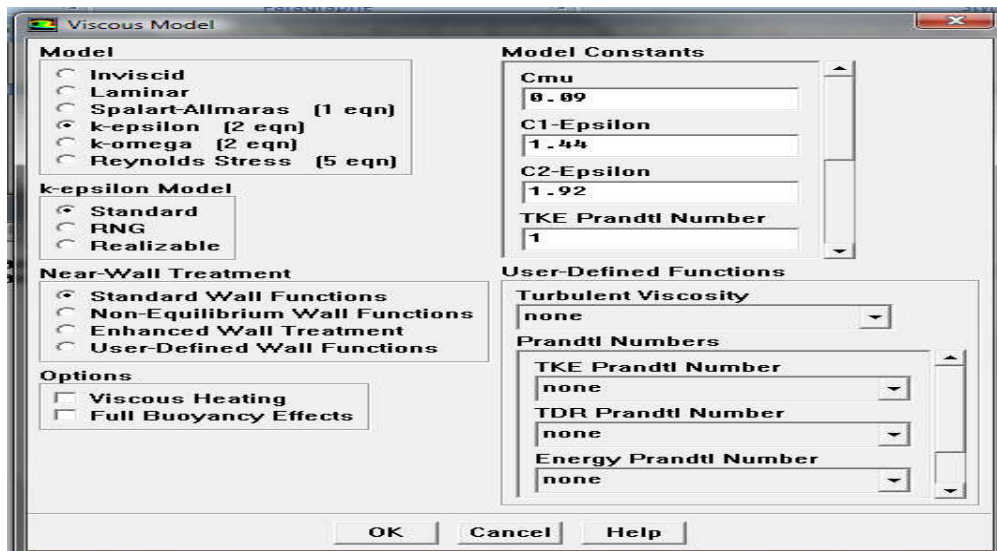 Paragraphe
Viscous Model
Model
Inviscid
Laminar
Spalart-Allmaras (1 eqn)
k-epsilon (2 eqn)
k-omega (2 eqn)
Reynolds Stress (5 eqn)
k-epsilon Model
Standard
RNG
Realizable
Near-Wall Treatment
Standard Wall Functions
Non-Equilibrium Wall Functions
Enhanced Wall Treatment
User-Defined Wall Functions
Options
Viscous Heating
Full Buoyancy Effects
Model Constants
Cmu
0.09
C1-Epsilon
1.44
C2-Epsilon
1.92
TKE Prandtl Number
1
User-Defined Functions
Turbulent Viscosity
none
Prandtl Numbers
TKE Prandtl Number
none
TDR Prandtl Number
none
Energy Prandtl Number
none
OK Cancel Help